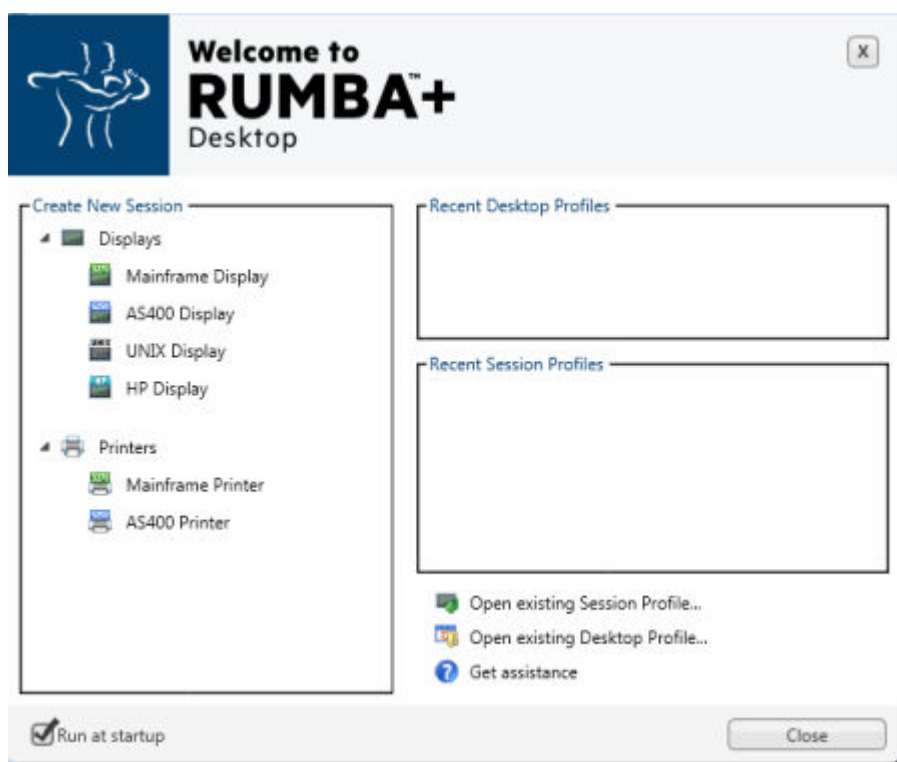 Welcome to
RUMBA™+
Desktop
X
Create New Session
Displays
Mainframe Display
AS400 Display
UNIX Display
HP Display
Printers
Mainframe Printer
AS400 Printer
Recent Desktop Profiles
Recent Session Profiles
Open existing Session Profile...
Open existing Desktop Profile...
Get assistance
Run at startup
Close